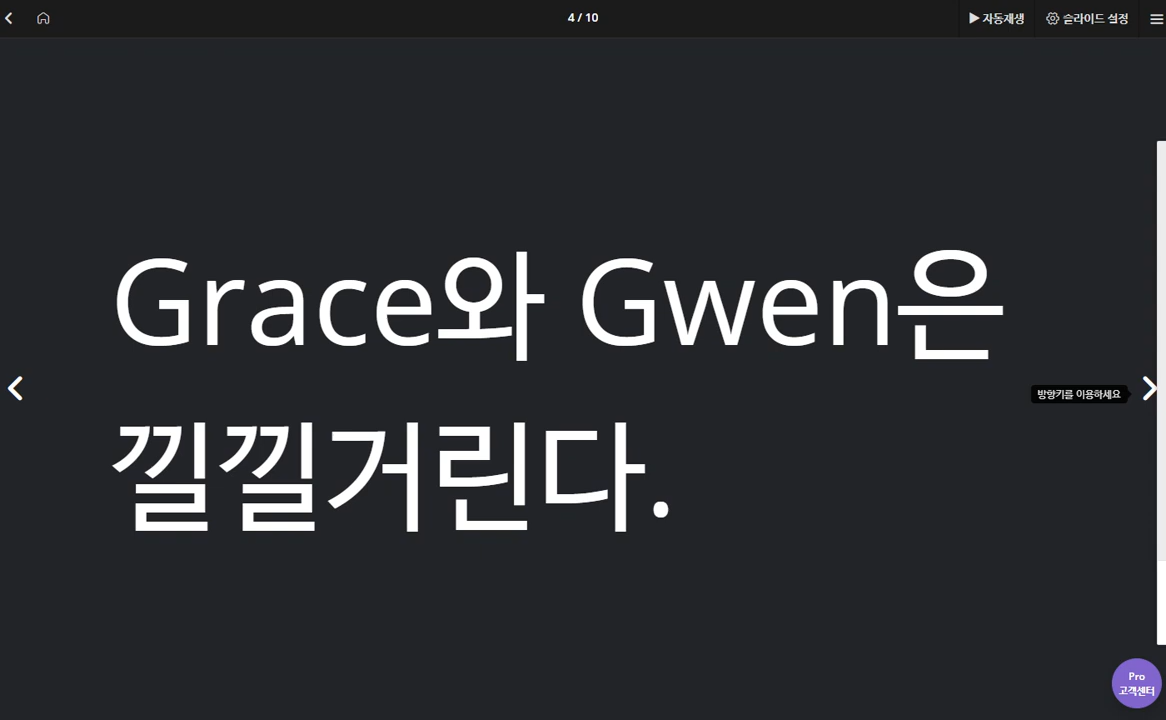 4 / 10
▶ 자동재생
슬라이드 설정
Grace와 Gwen은
낄낄거린다.
방향키를 이용하세요
Pro
고객센터